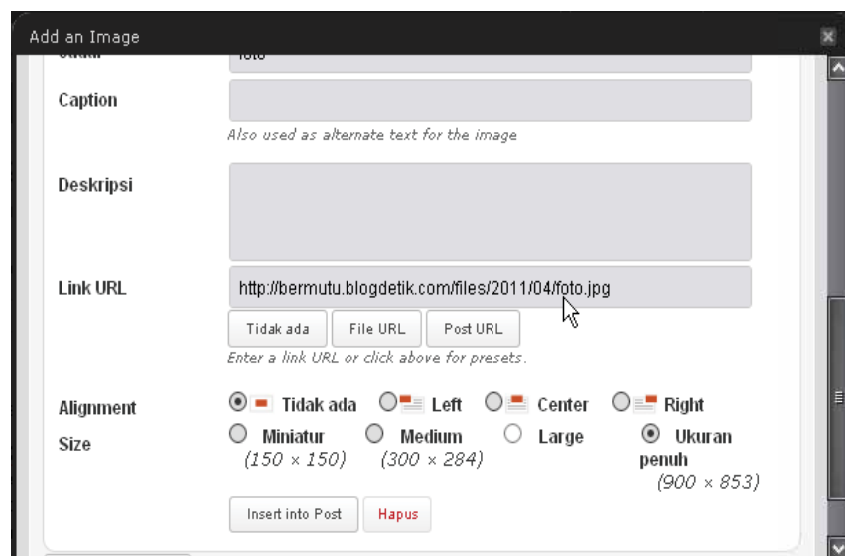 Add an Image
foto
Caption
Also used as alternate text for the image
Deskripsi
Link URL
http://bermutu.blogdetik.com/files/2011/04/foto.jpg
Tidak ada File URL Post URL
Enter a link URL or click above for presets.
Alignment Tidak ada Left Center Right
Size Miniatur Medium Large Ukuran penuh
(150 × 150) (300 × 284) (900 × 853)
Insert into Post Hapus